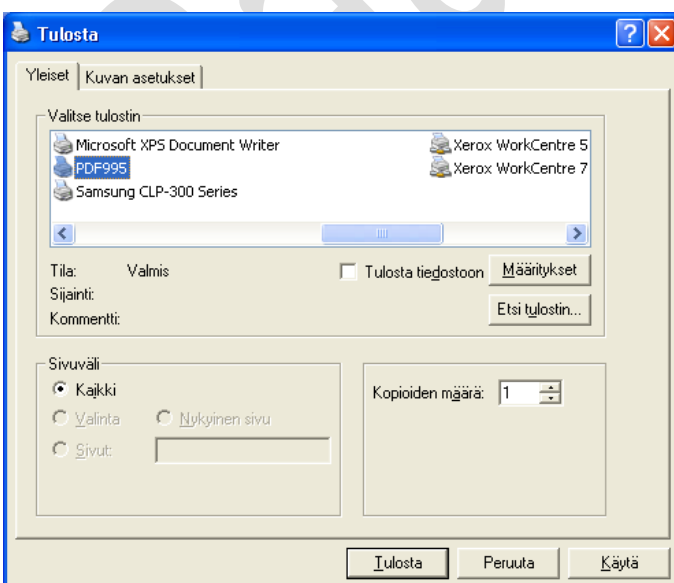 Tulosta
Yleiset Kuvan asetukset
Valitse tulostin
Microsoft XPS Document Writer Xerox WorkCentre 5
PDF995 Xerox WorkCentre 7
Samsung CLP-300 Series
Tila: Valmis Tulosta tiedostoon Määritykset
Sijainti:
Kommentti: Etsi tulostin...
Sivuväli
Kaikki Kopioiden määrä: 1
Valinta Nykyinen sivu
Sivut:
Tulosta Peruuta Käytä